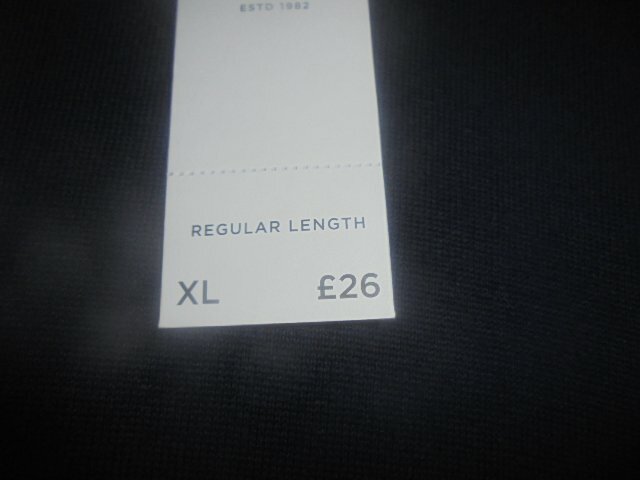 ESTD 1982
REGULAR LENGTH
XL £26